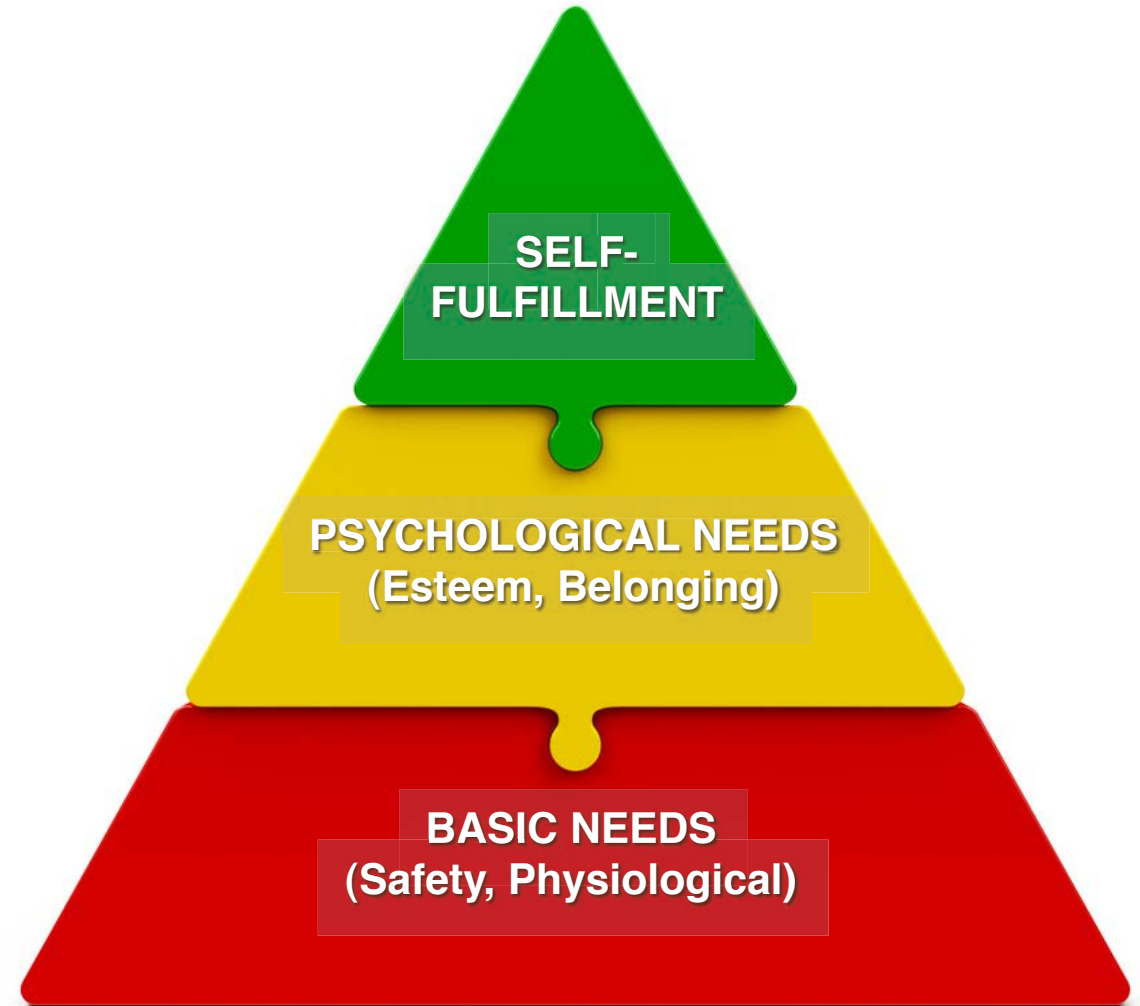 SELF-
FULFILLMENT
PSYCHOLOGICAL NEEDS
(Esteem, Belonging)
BASIC NEEDS
(Safety, Physiological)